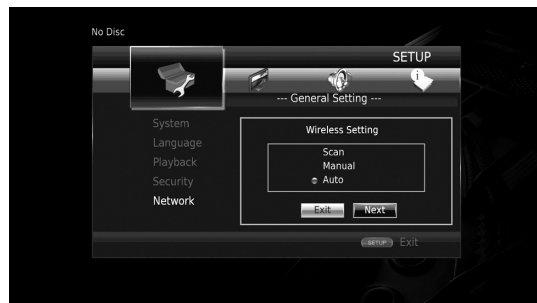 No Disc
SETUP
--- General Setting ---
System
Language
Playback
Security
Network
Wireless Setting
Scan
Manual
Auto
Exit Next
SETUP Exit